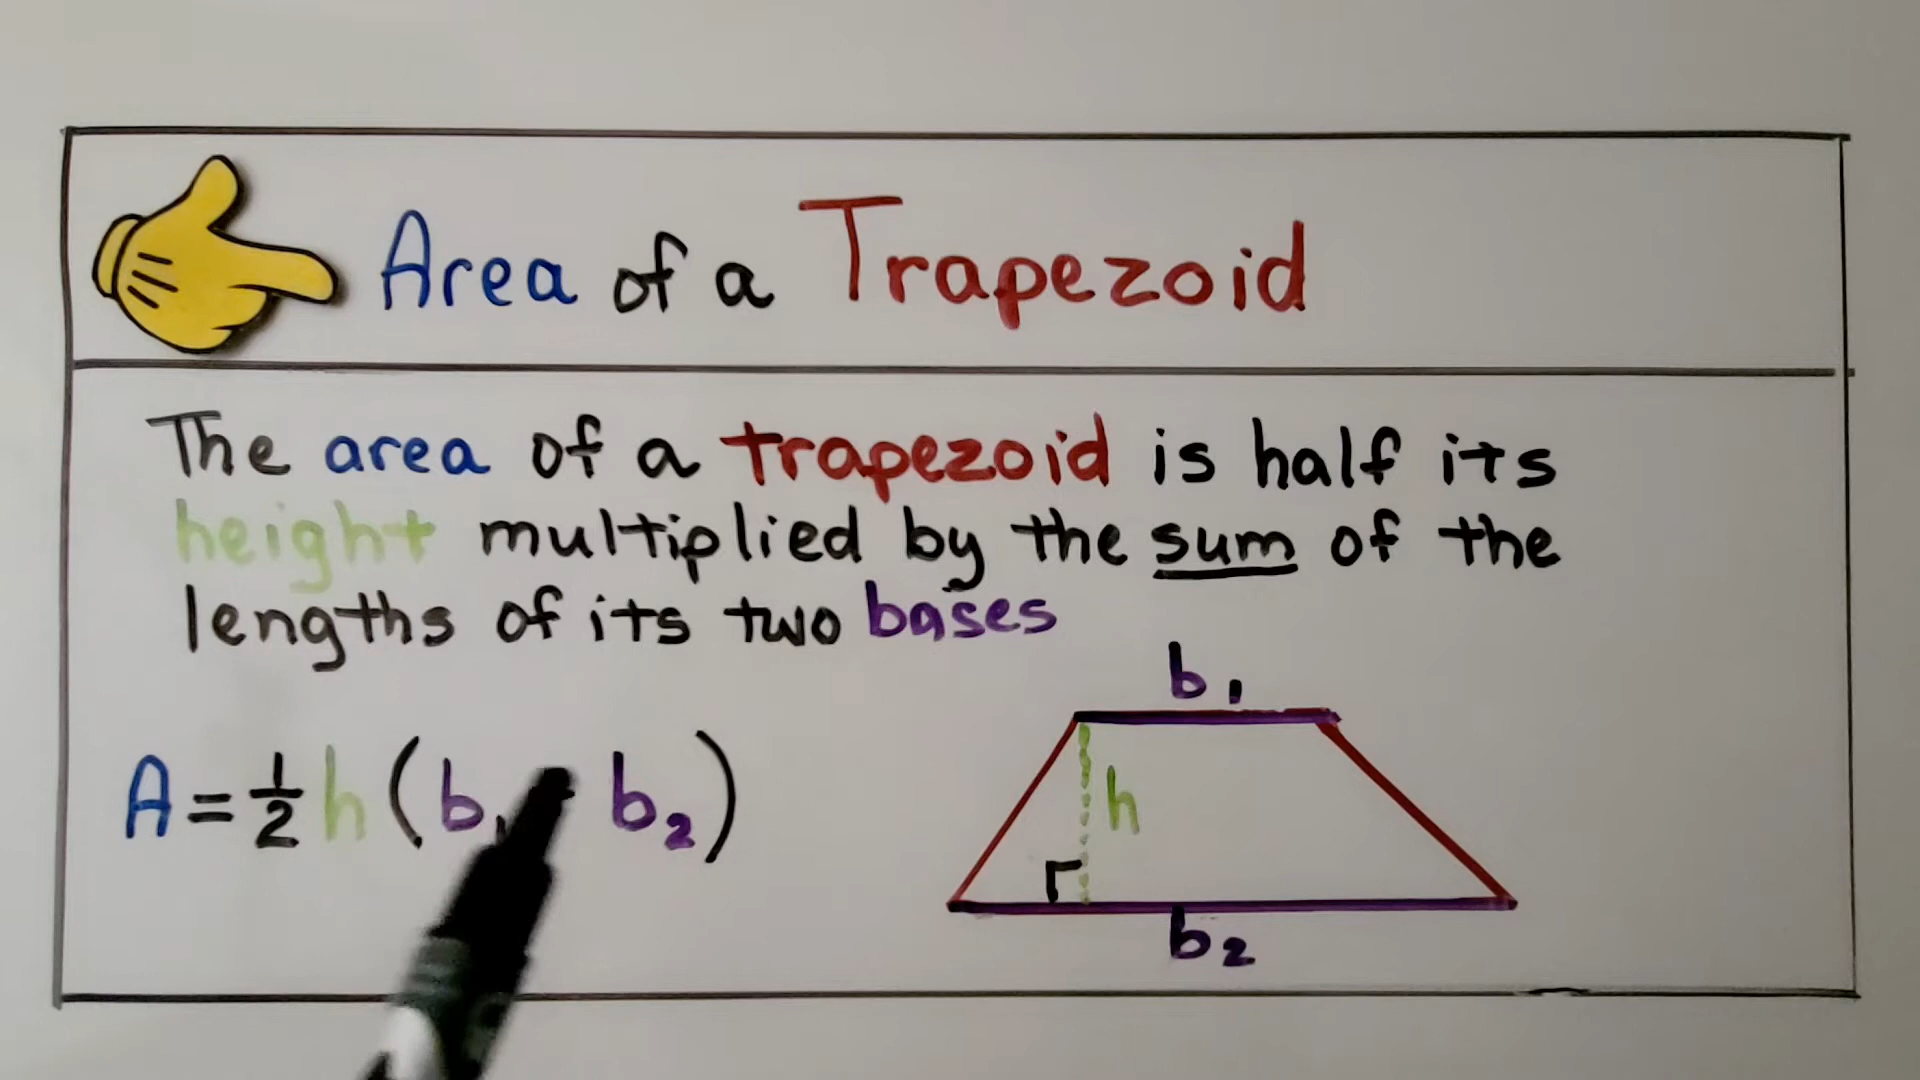 Area of a Trapezoid
The area of a trapezoid is half its
height multiplied by the sum of the
lengths of its two bases
b₁
A = ½ h (b₁ b₂)
h
b₂